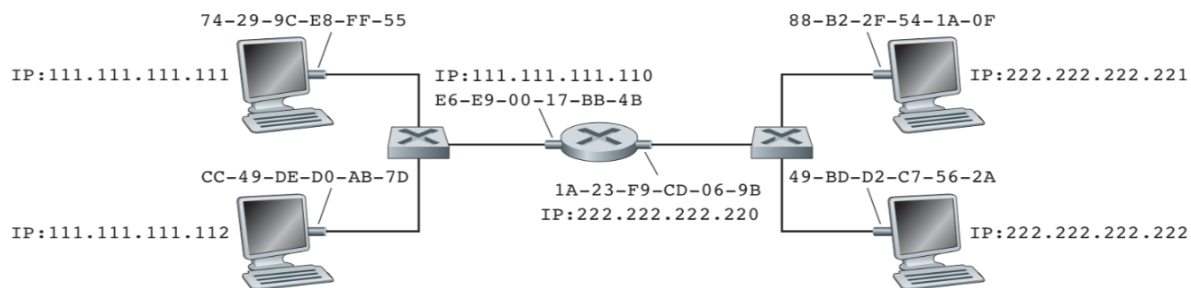 74-29-9C-E8-FF-55
88-B2-2F-54-1A-0F
IP:111.111.111.111
IP:111.111.111.110
E6-E9-00-17-BB-4B
IP:222.222.222.221
CC-49-DE-D0-AB-7D
1A-23-F9-CD-06-9B
IP:222.222.222.220
49-BD-D2-C7-56-2A
IP:111.111.111.112
IP:222.222.222.222